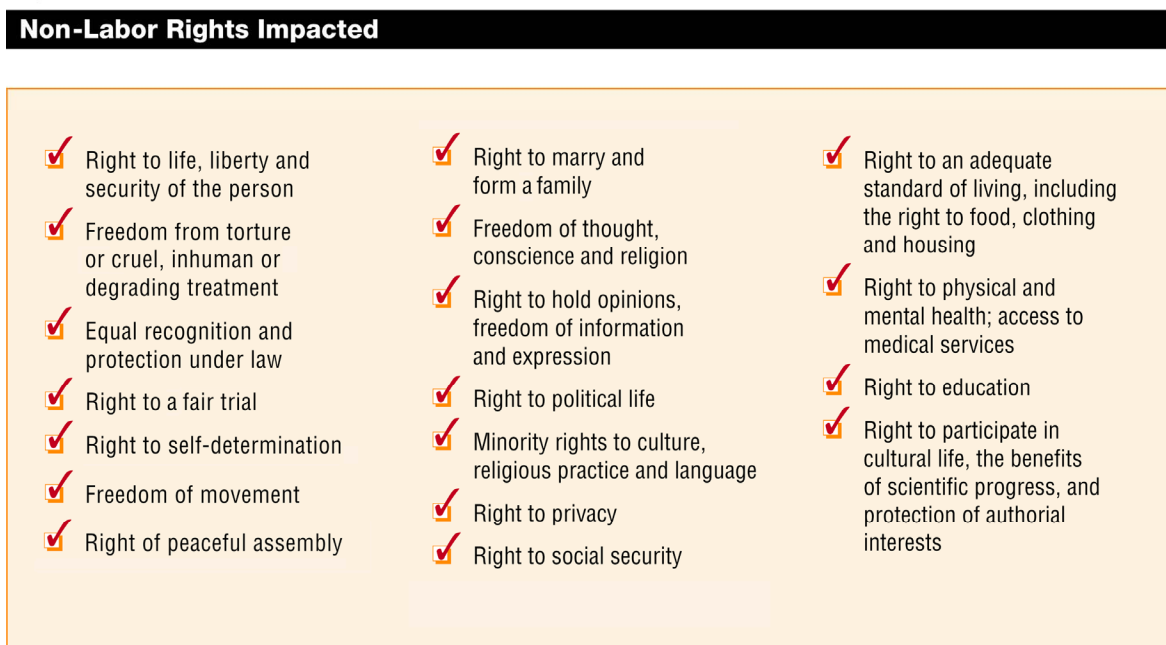 Non-Labor Rights Impacted
Right to life, liberty and
security of the person
Freedom from torture
or cruel, inhuman or
degrading treatment
Equal recognition and
protection under law
Right to a fair trial
Right to self-determination
Freedom of movement
Right of peaceful assembly
Right to marry and
form a family
Freedom of thought,
conscience and religion
Right to hold opinions,
freedom of information
and expression
Right to political life
Minority rights to culture,
religious practice and language
Right to privacy
Right to social security
Right to an adequate
standard of living, including
the right to food, clothing
and housing
Right to physical and
mental health; access to
medical services
Right to education
Right to participate in
cultural life, the benefits
of scientific progress, and
protection of authorial
interests